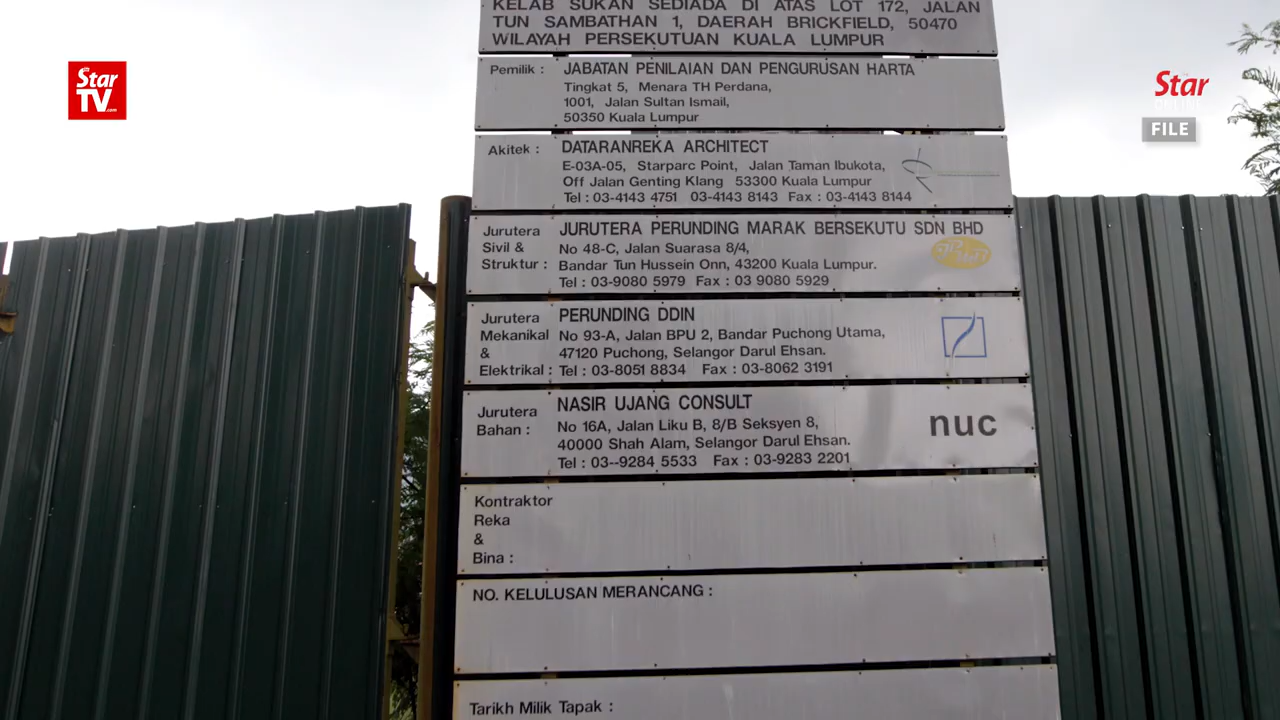 Star
TV.com
Star
ONLINE
FILE
KELAB SUKAN SEDIADA DI ATAS LOT 172, JALAN
TUN SAMBATHAN 1, DAERAH BRICKFIELD, 50470
WILAYAH PERSEKUTUAN KUALA LUMPUR
Pemilik : JABATAN PENILAIAN DAN PENGURUSAN HARTA
Tingkat 5, Menara TH Perdana,
1001, Jalan Sultan Ismail,
50350 Kuala Lumpur
Akitek : DATARANREKA ARCHITECT
E-03A-05, Starparc Point, Jalan Taman Ibukota,
Off Jalan Genting Klang 53300 Kuala Lumpur
Tel : 03-4143 4751 03-4143 8143 Fax : 03-4143 8144
Jurutera JURUTERA PERUNDING MARAK BERSEKUTU SDN BHD
Sivil & No 48-C, Jalan Suarasa 8/4,
Struktur : Bandar Tun Hussein Onn, 43200 Kuala Lumpur.
Tel : 03-9080 5979 Fax : 03 9080 5929
Jurutera PERUNDING DDIN
Mekanikal No 93-A, Jalan BPU 2, Bandar Puchong Utama,
& 47120 Puchong, Selangor Darul Ehsan.
Elektrikal : Tel : 03-8051 8834 Fax : 03-8062 3191
Jurutera NASIR UJANG CONSULT
Bahan : No 16A, Jalan Liku B, 8/B Seksyen 8,
40000 Shah Alam, Selangor Darul Ehsan.
Tel : 03--9284 5533 Fax : 03-9283 2201
nuc
Kontraktor
Reka
&
Bina :
NO. KELULUSAN MERANCANG :
Tarikh Milik Tapak :